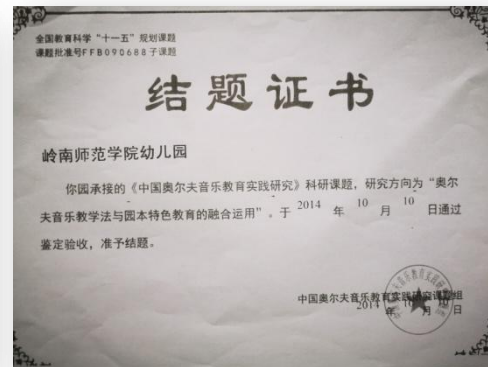 全国教育科学“十一五”规划课题
课题批准号FFB090688子课题
结题证书
岭南师范学院幼儿园
你园承接的《中国奥尔夫音乐教育实践研究》科研课题，研究方向为“奥尔
夫音乐教学法与园本特色教育的融合运用”。于 2014 年 10 月 10 日通过
鉴定验收，准予结题。
中国奥尔夫音乐教育实践研究课题组
2014 年 10 月 10 日